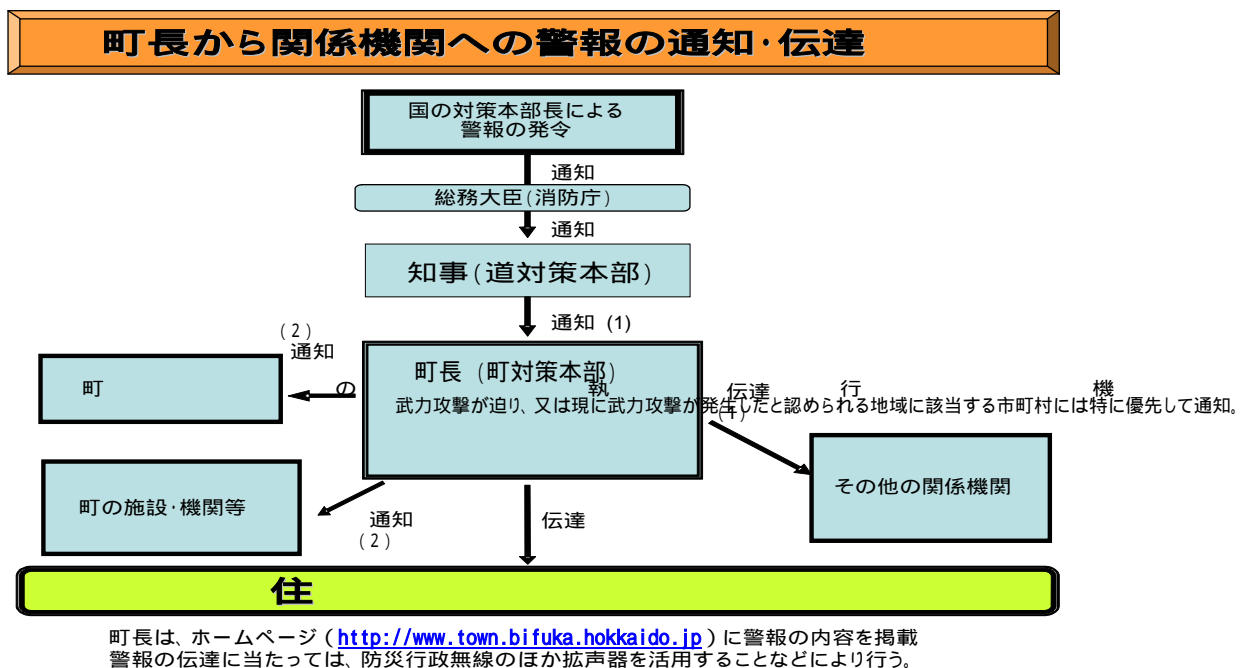 町長から関係機関への警報の通知･伝達
国の対策本部長による
警報の発令
通知
総務大臣(消防庁)
通知
知事(道対策本部)
通知 (1)
(2)
通知
町長 (町対策本部)
町 の 執 行 機
伝達
(1)
武力攻撃が迫り、又は現に武力攻撃が発生したと認められる地域に該当する市町村には特に優先して通知。
その他の関係機関
町の施設･機関等
通知
(2)
伝達
住
町長は、ホームページ(http://www.town.bifuka.hokkaido.jp)に警報の内容を掲載
警報の伝達に当たっては、防災行政無線のほか拡声器を活用することなどにより行う。